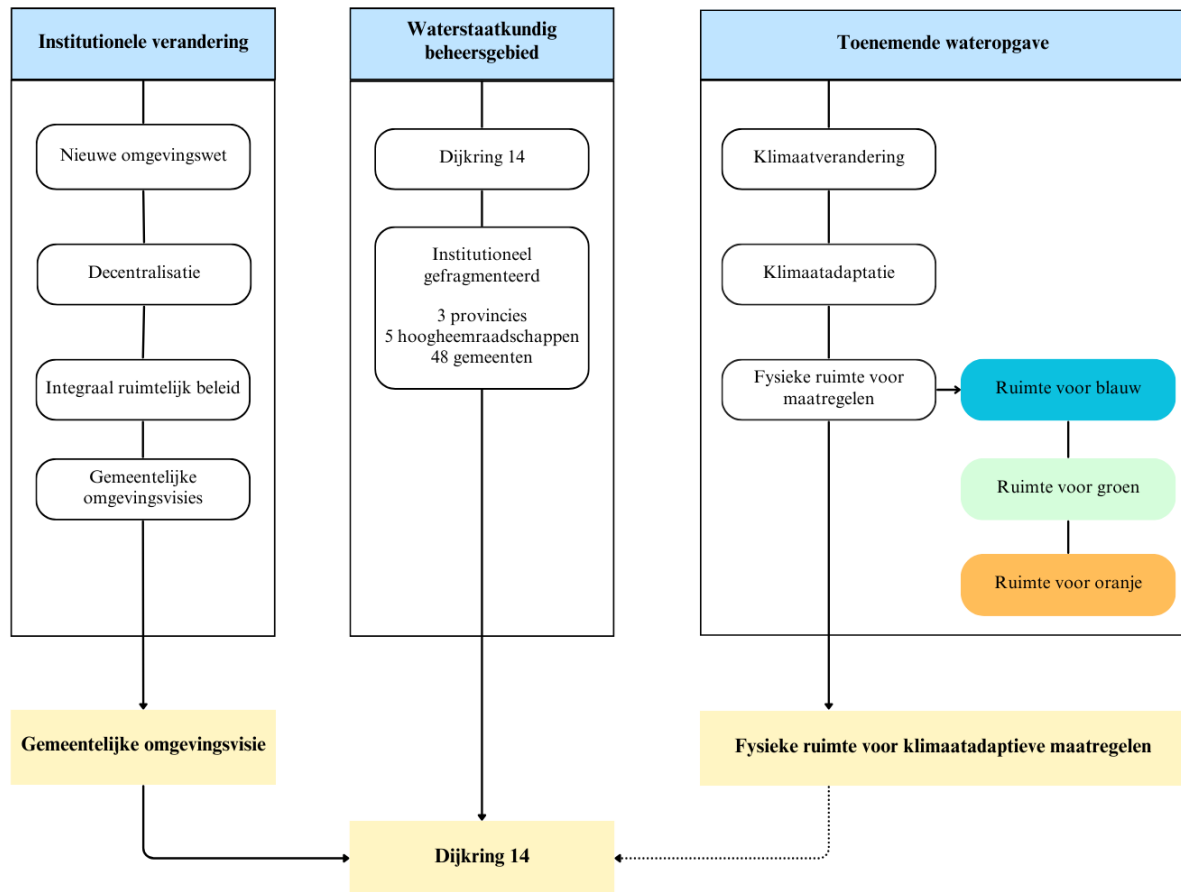 Institutionele verandering
Nieuwe omgevingswet
Decentralisatie
Integraal ruimtelijk beleid
Gemeentelijke
omgevingsvisies
Waterstaatkundig
beheersgebied
Dijkring 14
Institutioneel
gefragmenteerd
3 provincies
5 hoogheemraadschappen
48 gemeenten
Toenemende wateropgave
Klimaatverandering
Klimaatadaptatie
Fysieke ruimte voor
maatregelen
Ruimte voor blauw
Ruimte voor groen
Ruimte voor oranje
Gemeentelijke omgevingsvisie
Fysieke ruimte voor klimaatadaptieve maatregelen
Dijkring 14